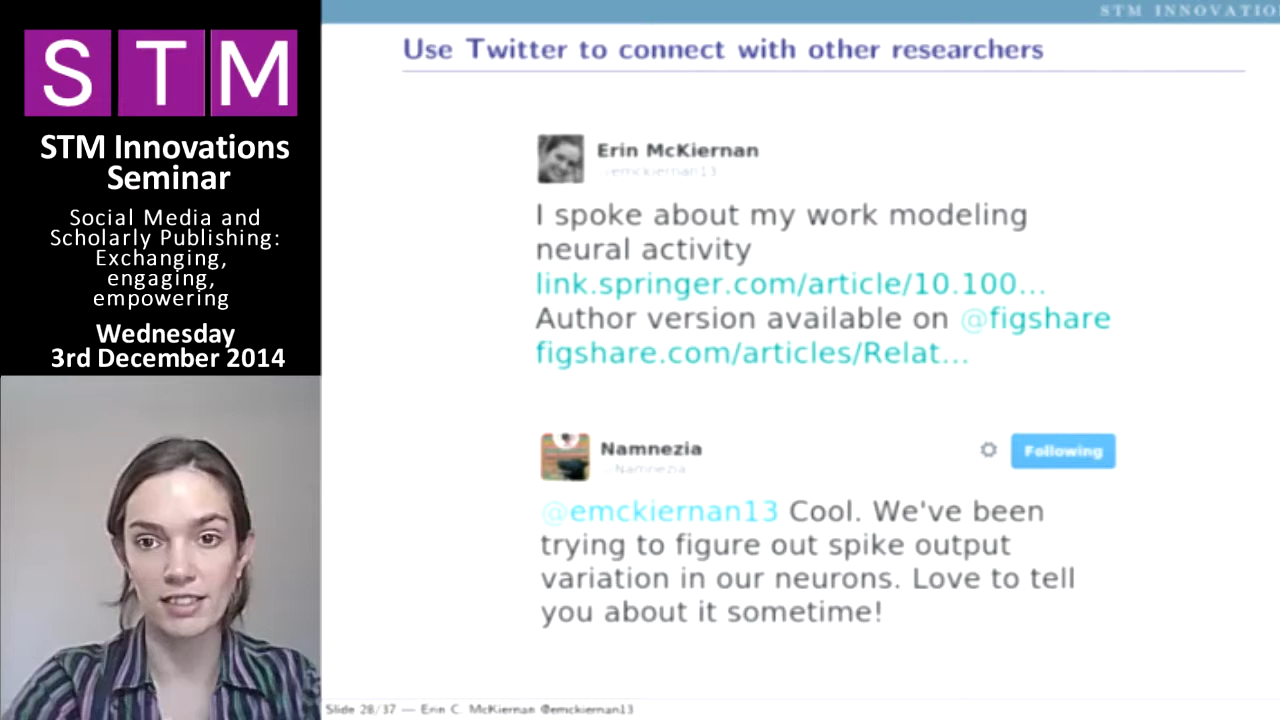 STM
STM Innovations
Seminar
Social Media and
Scholarly Publishing:
Exchanging,
engaging,
empowering
Wednesday
3rd December 2014
STM INNOVATIO
Use Twitter to connect with other researchers
Erin McKiernan
@emckiernan13
I spoke about my work modeling
neural activity
link.springer.com/article/10.100...
Author version available on @figshare
figshare.com/articles/Relat...
Namnezia
@Namnezia
Following
@emckiernan13 Cool. We've been
trying to figure out spike output
variation in our neurons. Love to tell
you about it sometime!
Slide 28/37 — Erin C. McKiernan @emckiernan13